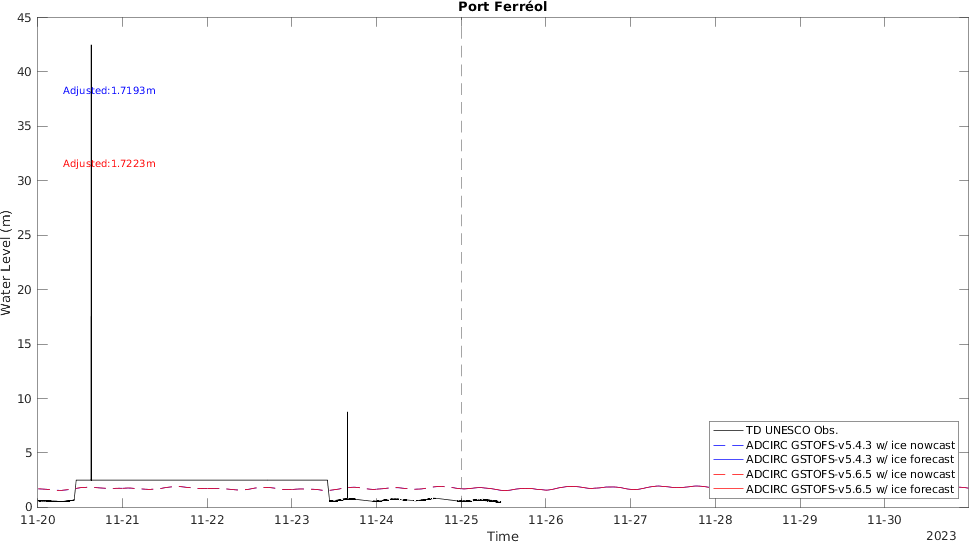 Port Ferréol
Water Level (m)
45
40
35
30
25
20
15
10
5
0
Adjusted:1.7193m
Adjusted:1.7223m
TD UNESCO Obs.
ADCIRC GSTOFS-v5.4.3 w/ ice nowcast
ADCIRC GSTOFS-v5.4.3 w/ ice forecast
ADCIRC GSTOFS-v5.6.5 w/ ice nowcast
ADCIRC GSTOFS-v5.6.5 w/ ice forecast
11-20 11-21 11-22 11-23 11-24 11-25 11-26 11-27 11-28 11-29 11-30
Time
2023